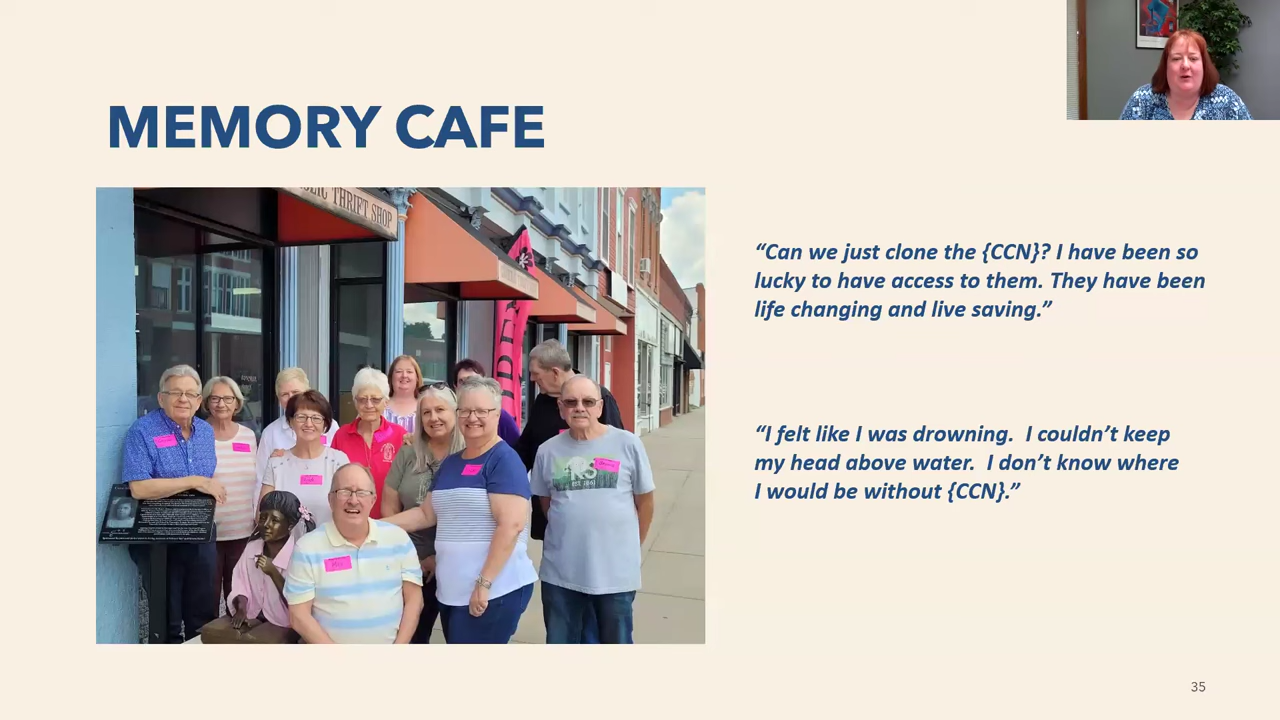 MEMORY CAFE
THRIFT SHOP
“Can we just clone the {CCN}? I have been so
lucky to have access to them. They have been
life changing and live saving.”
“I felt like I was drowning.  I couldn’t keep
my head above water.  I don’t know where
I would be without {CCN}.”
35